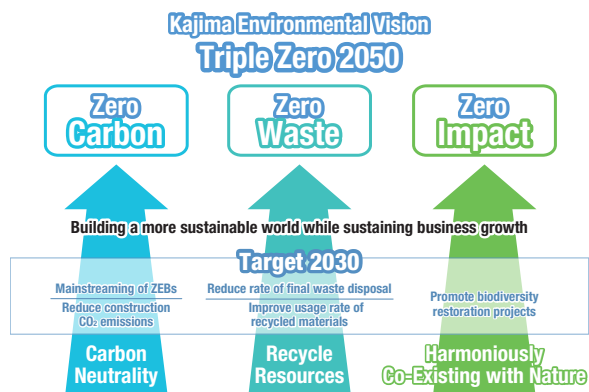 Kajima Environmental Vision
Triple Zero 2050
Zero
Carbon
Zero
Waste
Zero
Impact
Building a more sustainable world while sustaining business growth
Target 2030
Mainstreaming of ZEBs
Reduce construction
CO₂ emissions
Reduce rate of final waste disposal
Improve usage rate of
recycled materials
Promote biodiversity
restoration projects
Carbon
Neutrality
Recycle
Resources
Harmoniously
Co-Existing with Nature